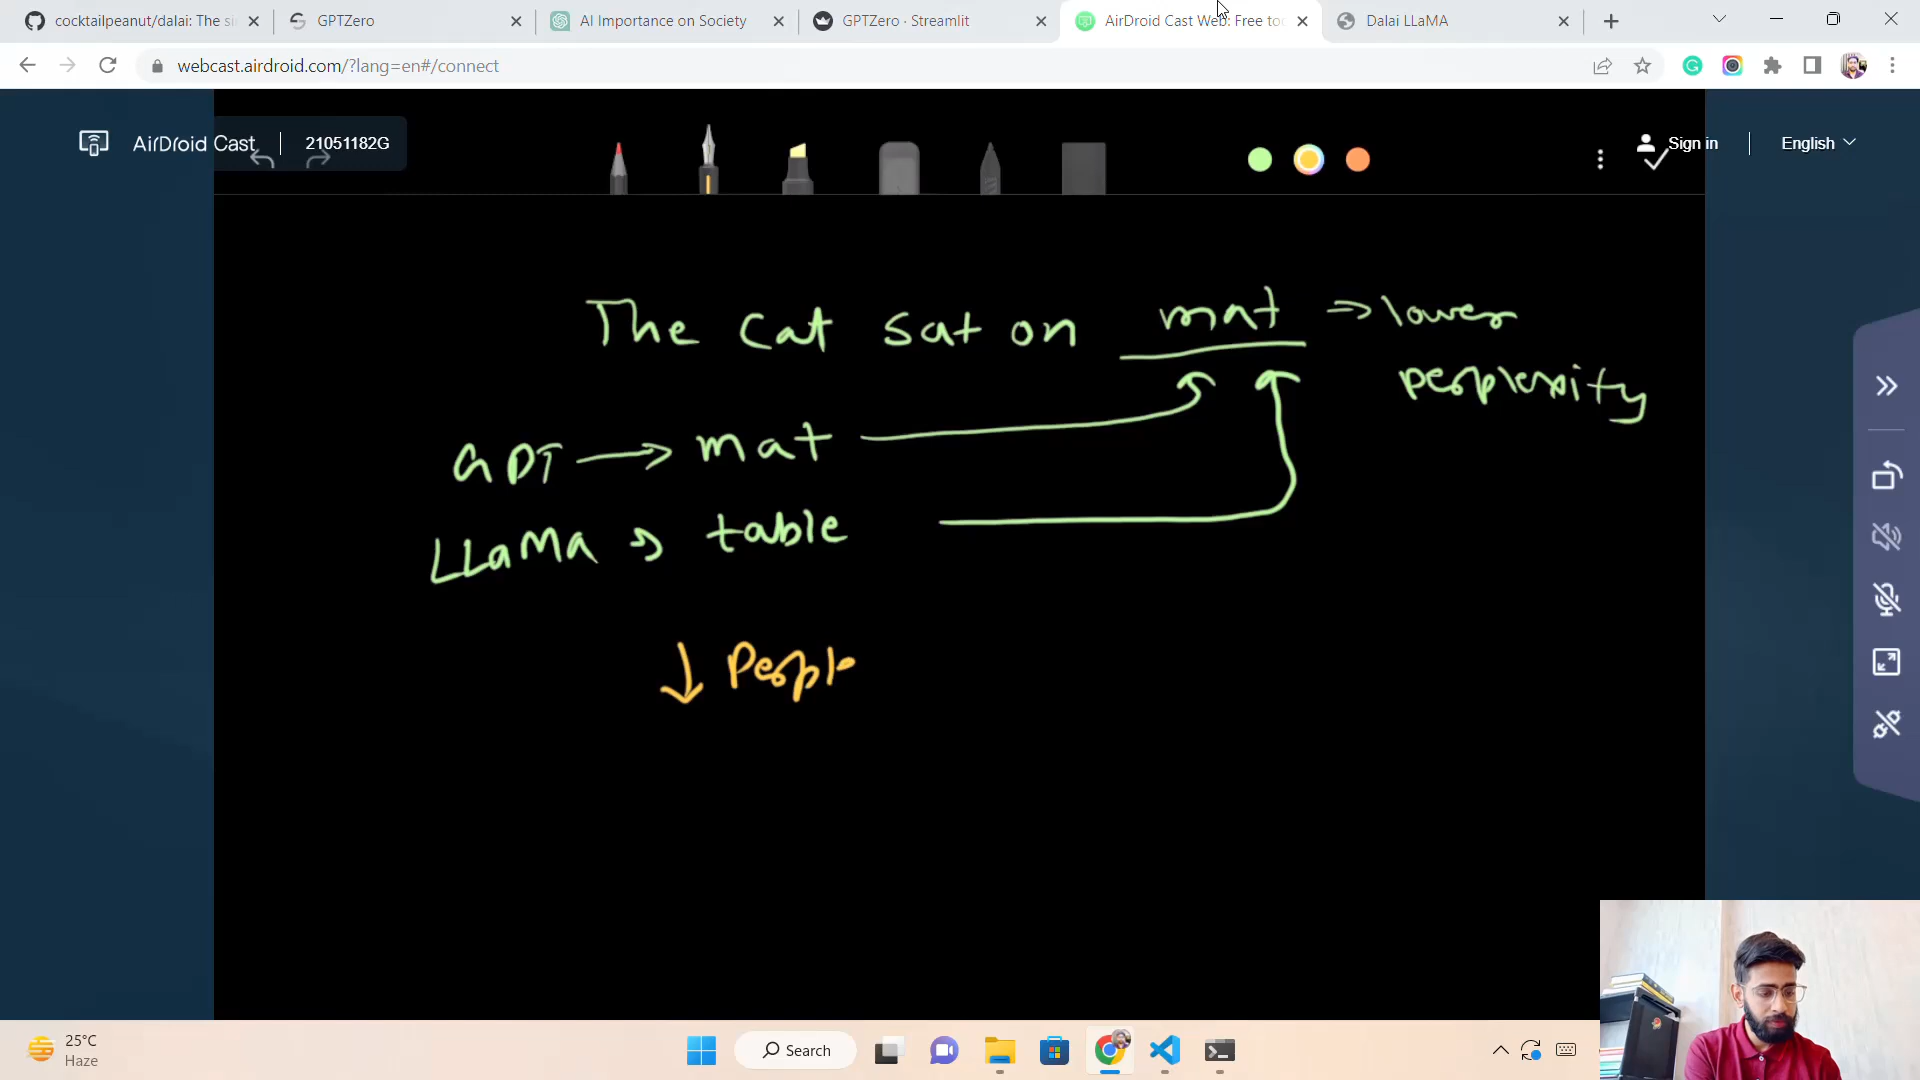 cocktailpeanut/dalai: The si
GPTZero
AI Importance on Society
GPTZero · Streamlit
AirDroid Cast Web: Free too
Dalai LLaMA
webcast.airdroid.com/?lang=en#/connect
AirDroid Cast
21051182G
Sign in
English
The cat sat on mat → lower
perplexity
GPT → mat
LLaMa → table
↓ Perple
25°C
Haze
Search